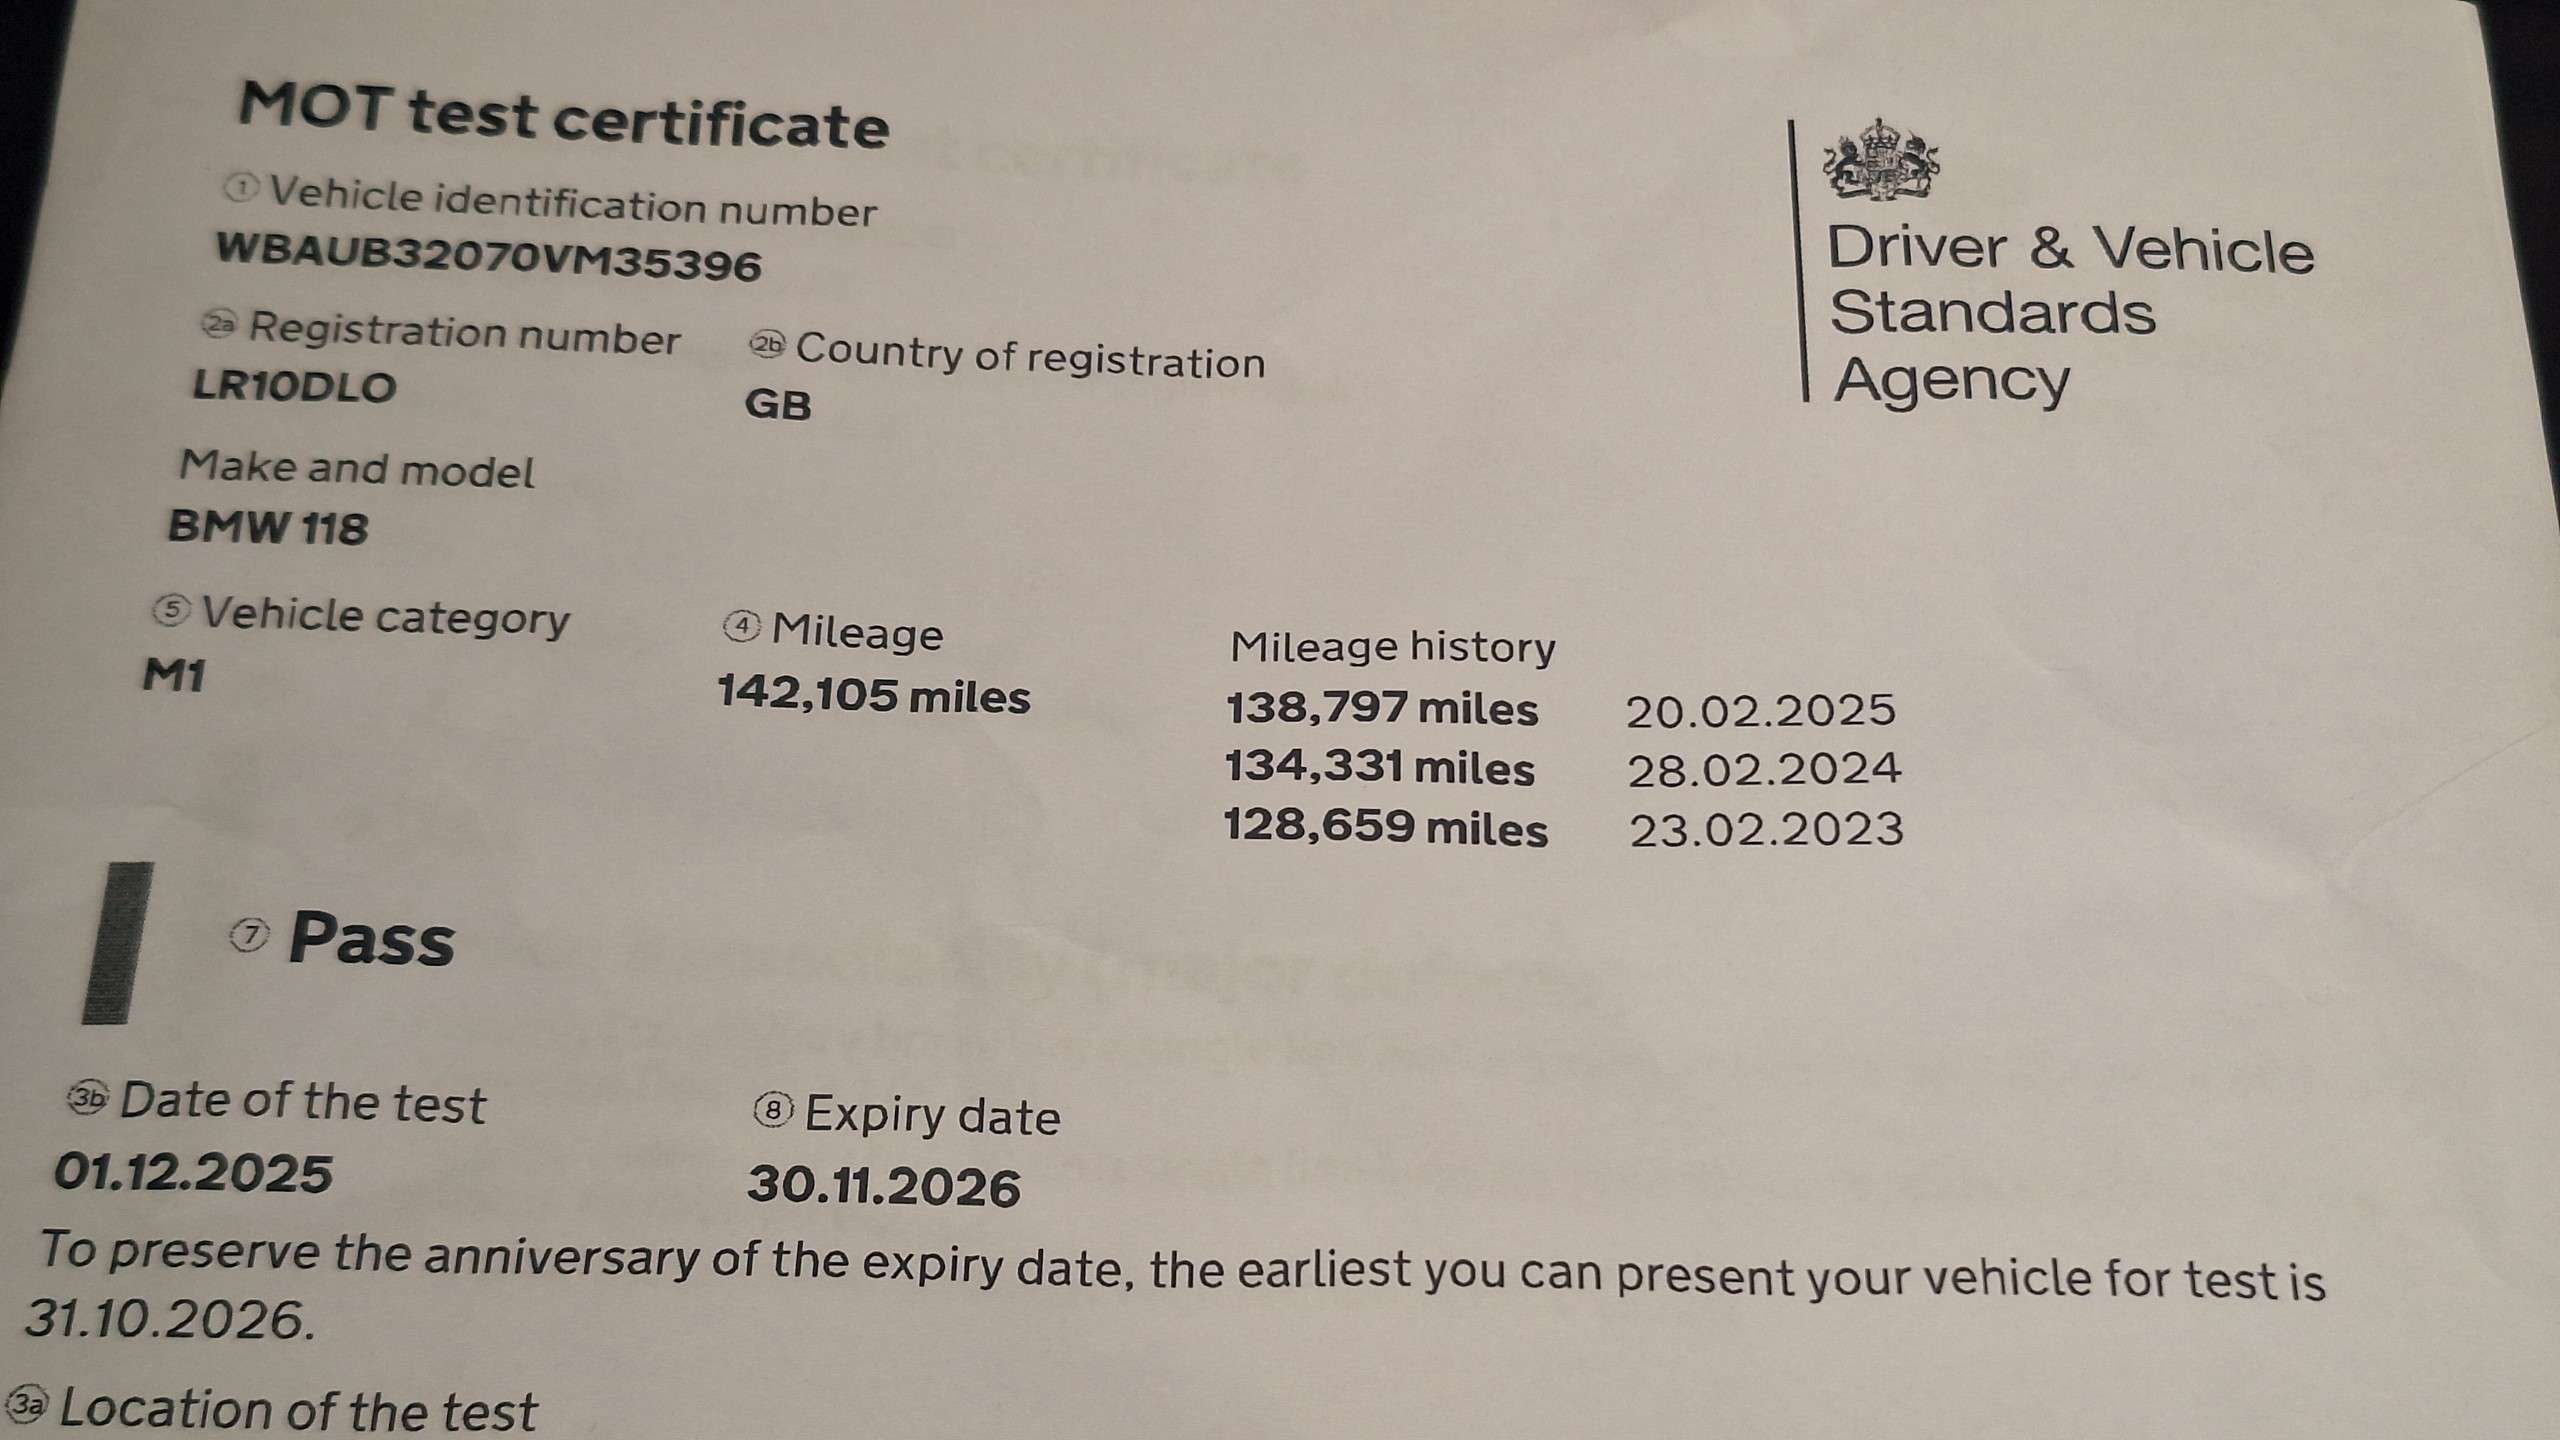 MOT test certificate
1 Vehicle identification number
WBAUB32070VM35396
2a Registration number
LR10DLO
2b Country of registration
GB
Make and model
BMW 118
5 Vehicle category
M1
4 Mileage
142,105 miles
Mileage history
138,797 miles 20.02.2025
134,331 miles 28.02.2024
128,659 miles 23.02.2023
Driver & Vehicle
Standards
Agency
7 Pass
3b Date of the test
01.12.2025
8 Expiry date
30.11.2026
To preserve the anniversary of the expiry date, the earliest you can present your vehicle for test is
31.10.2026.
3a Location of the test